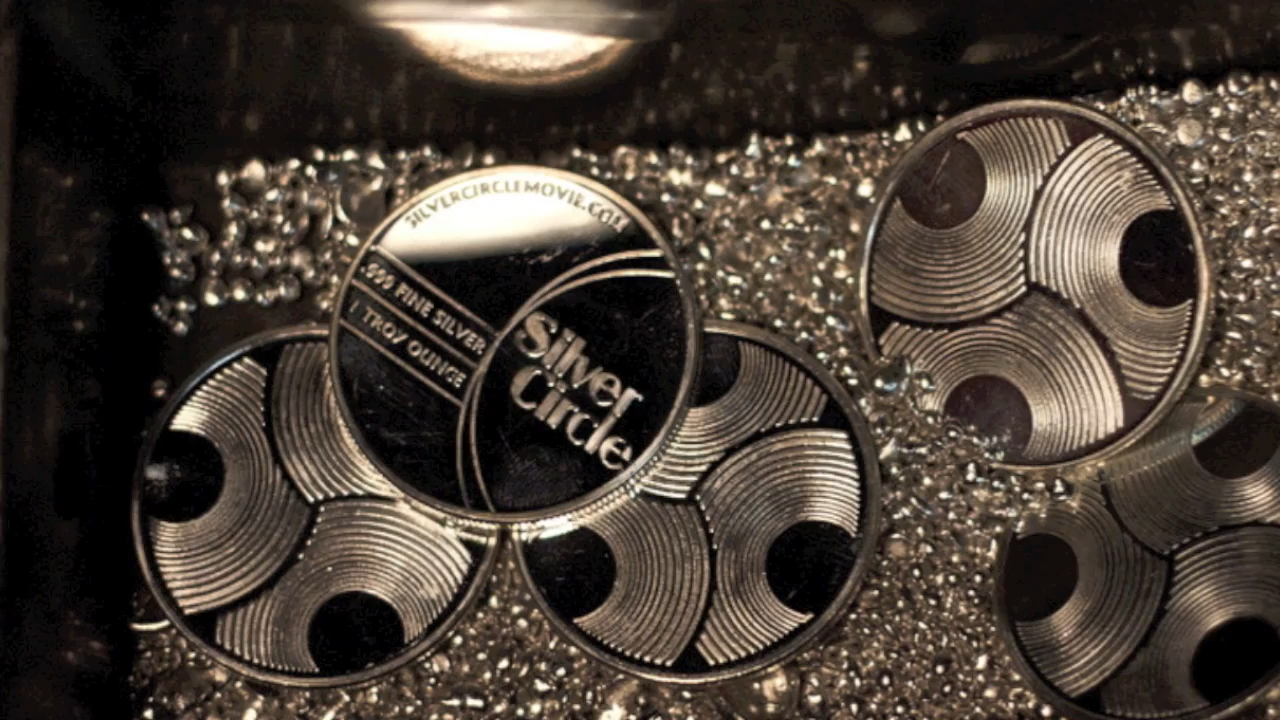 SILVERCIRCLEMOVIE.COM
.999 FINE SILVER
1 TROY OUNCE
Silver
Circle